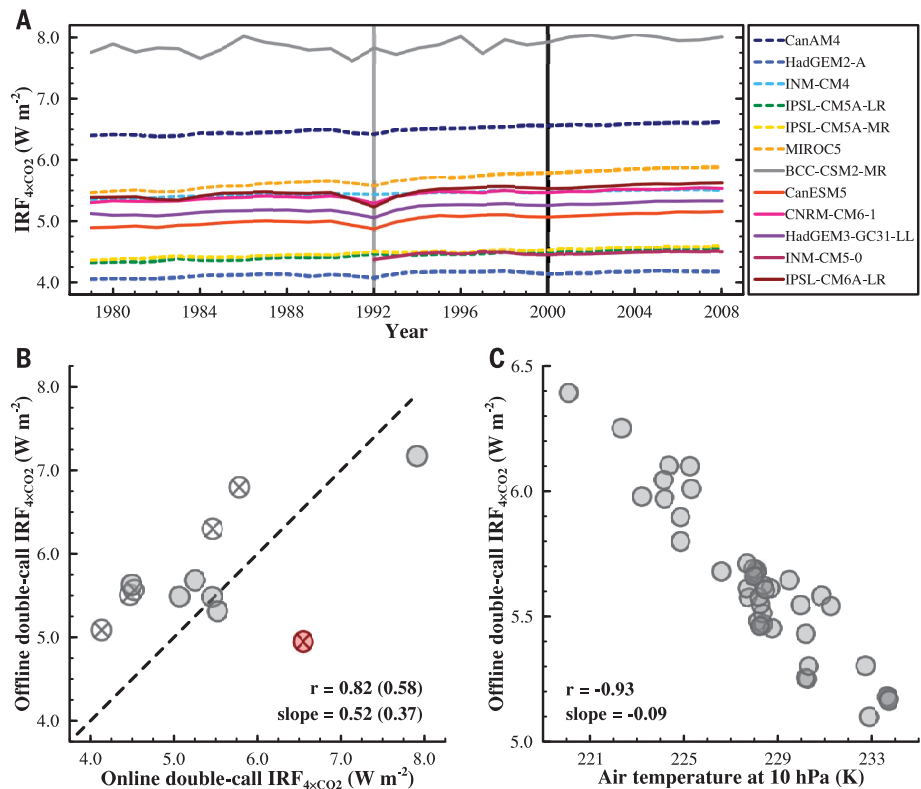 A
IRF4×CO2 (W m-2)
8.0
7.0
6.0
5.0
4.0
1980 1984 1988 1992 1996 2000 2004 2008
Year
CanAM4
HadGEM2-A
INM-CM4
IPSL-CM5A-LR
IPSL-CM5A-MR
MIROC5
BCC-CSM2-MR
CanESM5
CNRM-CM6-1
HadGEM3-GC31-LL
INM-CM5-0
IPSL-CM6A-LR
B
Offline double-call IRF4×CO2 (W m-2)
8.0
7.0
6.0
5.0
4.0
r = 0.82 (0.58)
slope = 0.52 (0.37)
4.0 5.0 6.0 7.0 8.0
Online double-call IRF4×CO2 (W m-2)
C
Offline double-call IRF4×CO2 (W m-2)
6.5
6.0
5.5
5.0
r = -0.93
slope = -0.09
221 225 229 233
Air temperature at 10 hPa (K)